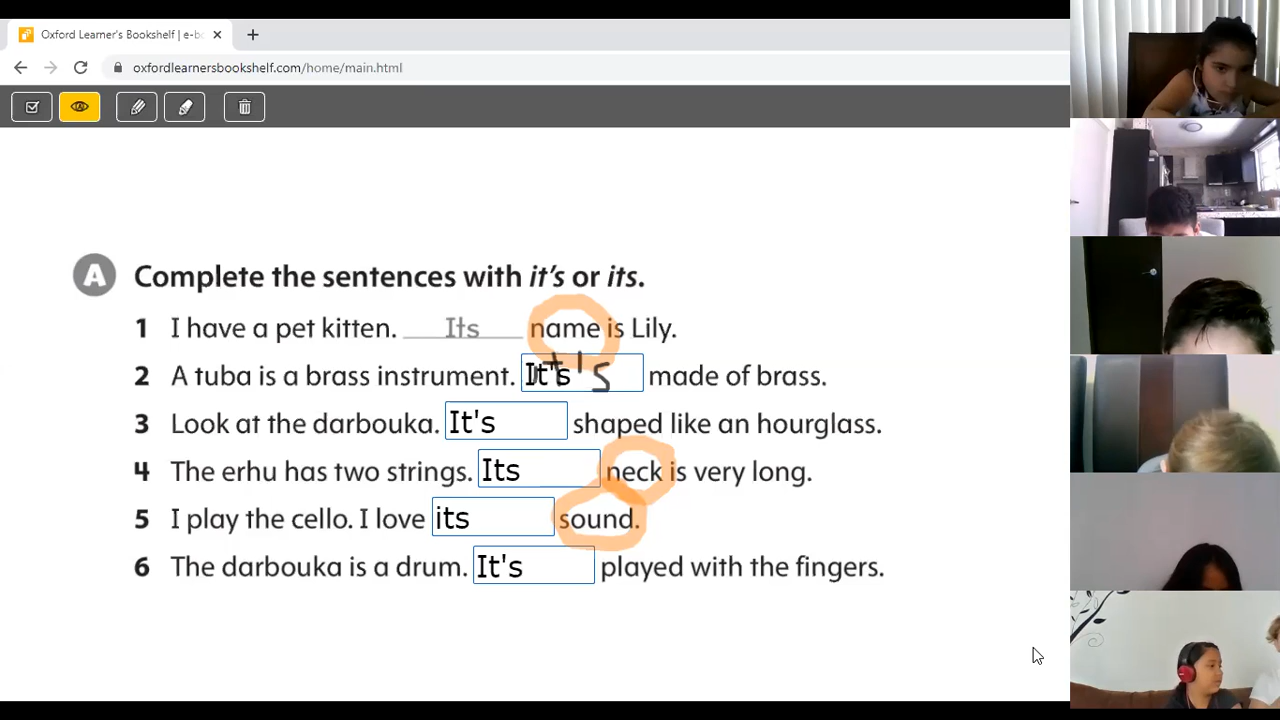 Oxford Learner's Bookshelf | e-bo
oxfordlearnersbookshelf.com/home/main.html
A Complete the sentences with it's or its.
1 I have a pet kitten. Its name is Lily.
2 A tuba is a brass instrument. It's made of brass.
3 Look at the darbouka. It's shaped like an hourglass.
4 The erhu has two strings. Its neck is very long.
5 I play the cello. I love its sound.
6 The darbouka is a drum. It's played with the fingers.